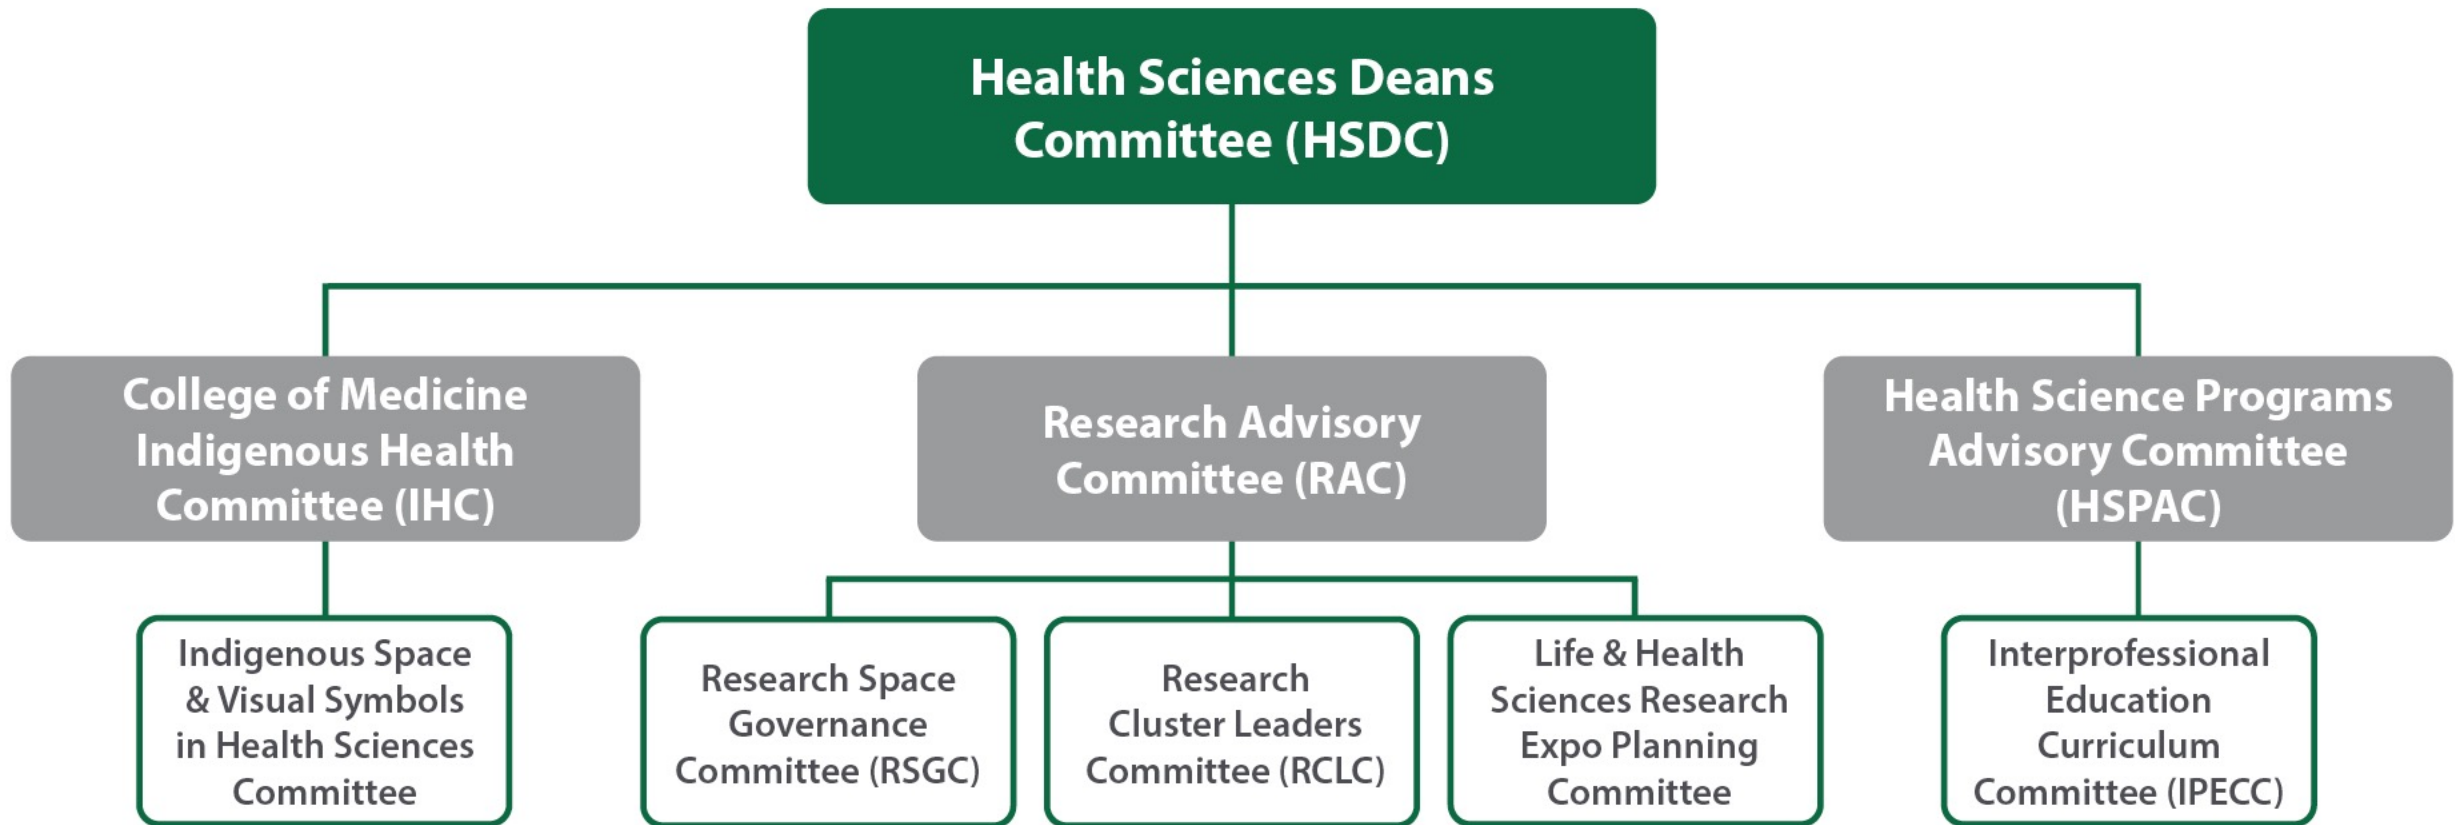 Health Sciences Deans
Committee (HSDC)
College of Medicine
Indigenous Health
Committee (IHC)
Research Advisory
Committee (RAC)
Health Science Programs
Advisory Committee
(HSPAC)
Indigenous Space
& Visual Symbols
in Health Sciences
Committee
Research Space
Governance
Committee (RSGC)
Research
Cluster Leaders
Committee (RCLC)
Life & Health
Sciences Research
Expo Planning
Committee
Interprofessional
Education
Curriculum
Committee (IPECC)